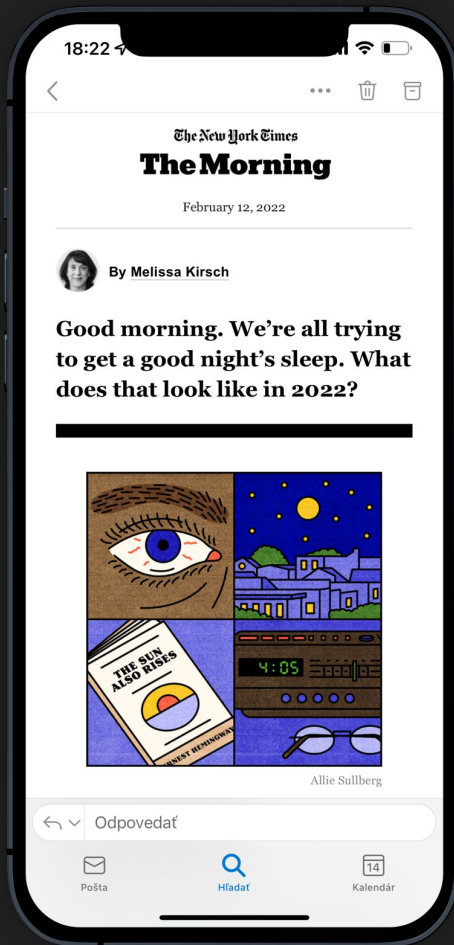 18:22
The New York Times
The Morning
February 12, 2022
By Melissa Kirsch
Good morning. We’re all trying
to get a good night’s sleep. What
does that look like in 2022?
THE SUN
ALSO RISES
ERNEST HEMINGWAY
4:05
Allie Sullberg
Odpovedať
Pošta
Hľadať
14
Kalendár